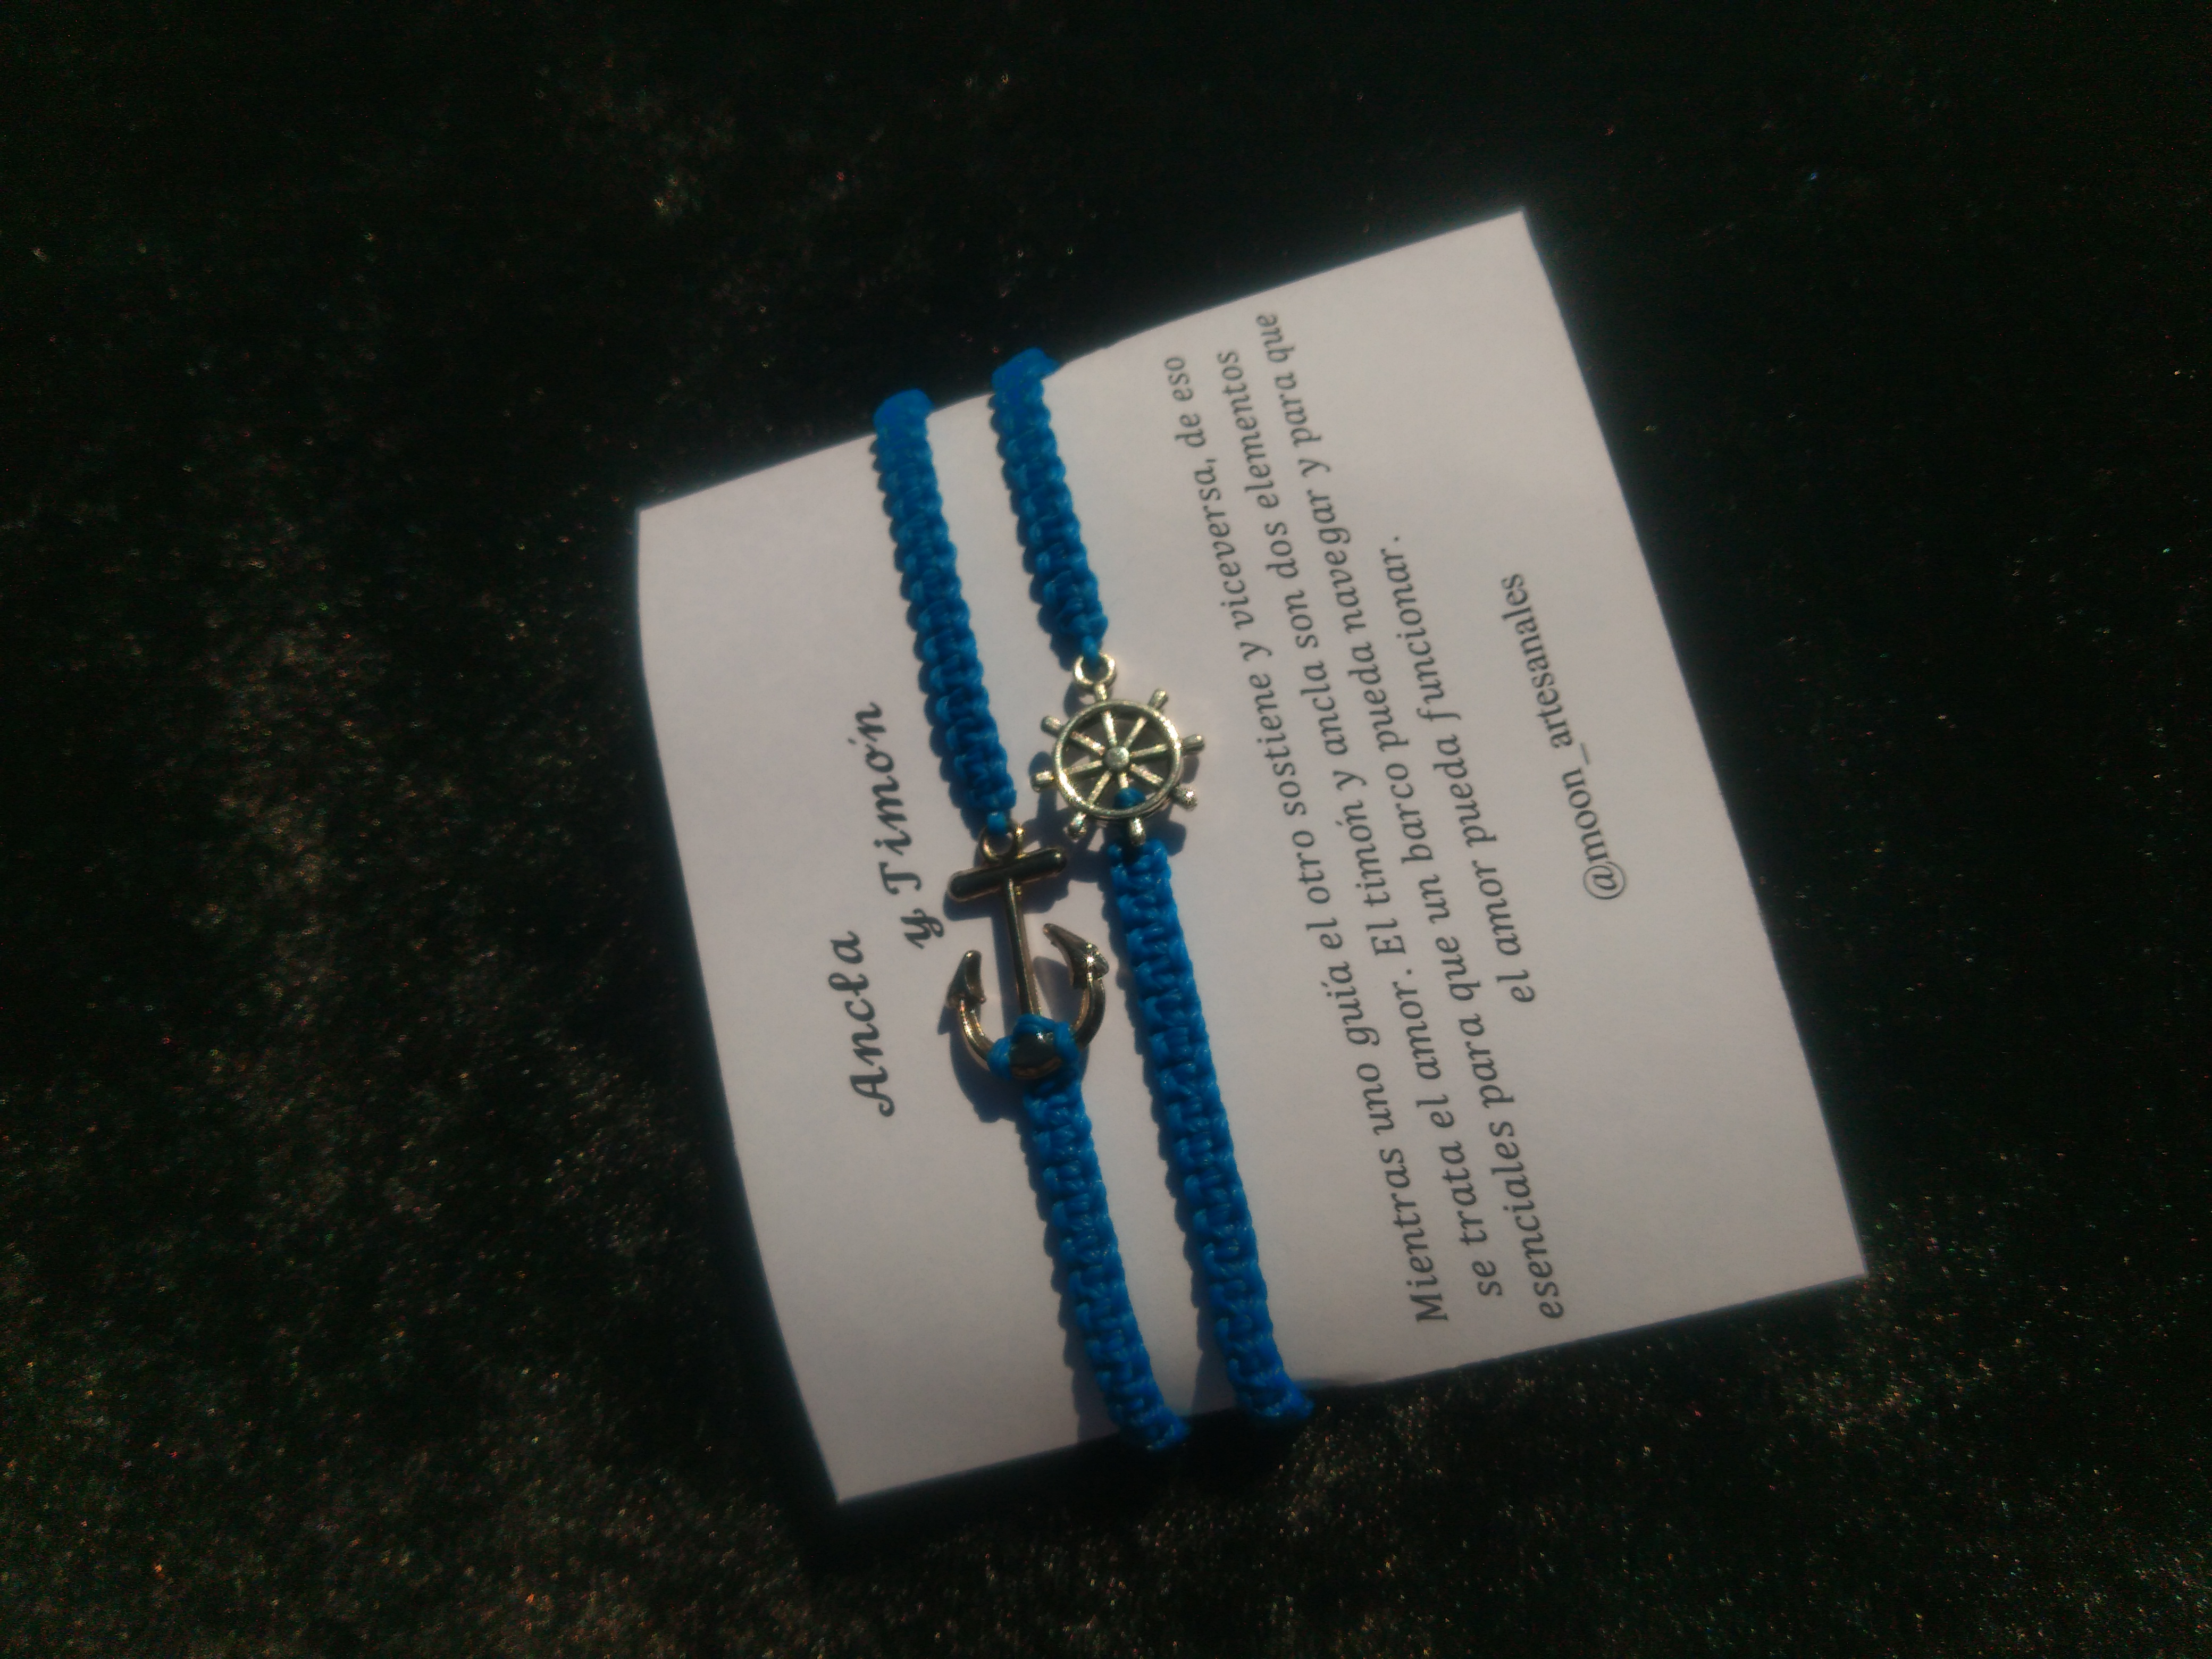 Ancla
y Timón
Mientras uno guía el otro sostiene y viceversa, de eso
se trata el amor. El timón y ancla son dos elementos
esenciales para que un barco pueda navegar y para que
el amor pueda funcionar.
@moon_artesanales